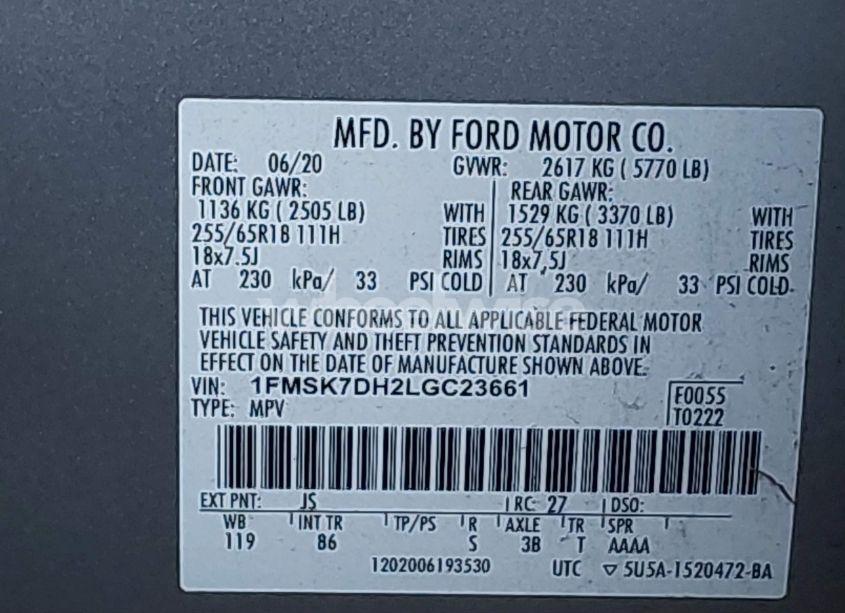 MFD. BY FORD MOTOR CO.
DATE: 06/20 GVWR: 2617 KG ( 5770 LB)
FRONT GAWR: REAR GAWR:
1136 KG ( 2505 LB) WITH 1529 KG ( 3370 LB) WITH
255/65R18 111H TIRES 255/65R18 111H TIRES
18x7.5J RIMS 18x7.5J RIMS
AT 230 kPa/ 33 PSI COLD AT 230 kPa/ 33 PSI COLD
THIS VEHICLE CONFORMS TO ALL APPLICABLE FEDERAL MOTOR
VEHICLE SAFETY AND THEFT PREVENTION STANDARDS IN
EFFECT ON THE DATE OF MANUFACTURE SHOWN ABOVE.
VIN: 1FMSK7DH2LGC23661 F0055
TYPE: MPV T0222
EXT PNT: JS RC: 27 DSO:
WB INT TR TP/PS R AXLE TR SPR
119 86 S 3B T AAAA
1202006193530 UTC ▽ 5U5A-1520472-BA